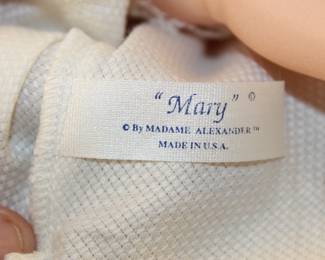 "Mary" ©
© By MADAME ALEXANDER™
MADE IN U.S.A.